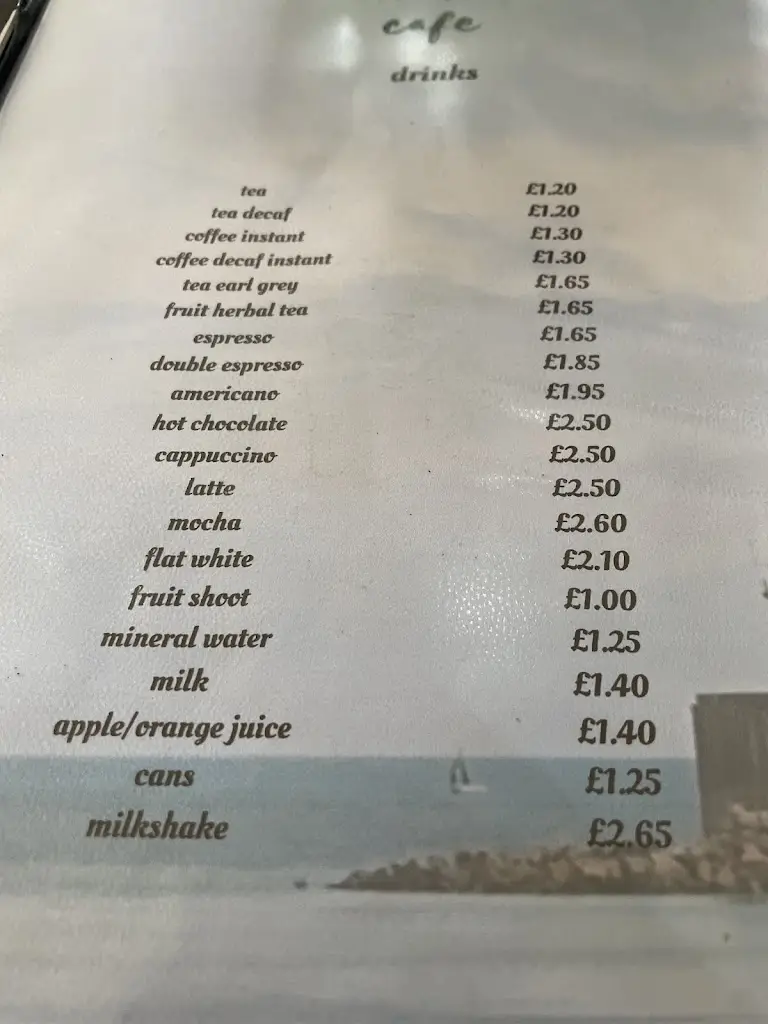 cafe
drinks
tea £1.20
tea decaf £1.20
coffee instant £1.30
coffee decaf instant £1.30
tea earl grey £1.65
fruit herbal tea £1.65
espresso £1.65
double espresso £1.85
americano £1.95
hot chocolate £2.50
cappuccino £2.50
latte £2.50
mocha £2.60
flat white £2.10
fruit shoot £1.00
mineral water £1.25
milk £1.40
apple/orange juice £1.40
cans £1.25
milkshake £2.65